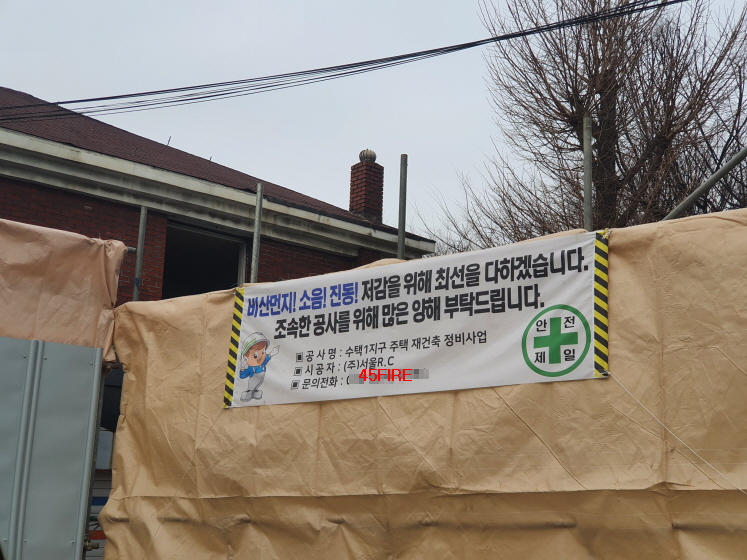 비산먼지! 소음! 진동! 저감을 위해 최선을 다하겠습니다.
조속한 공사를 위해 많은 양해 부탁드립니다.
▣ 공 사 명 : 수택1지구 주택 재건축 정비사업
▣ 시 공 자 : (주)서울R.C
▣ 문의전화 : 0
45FIRE
안 전
제 일